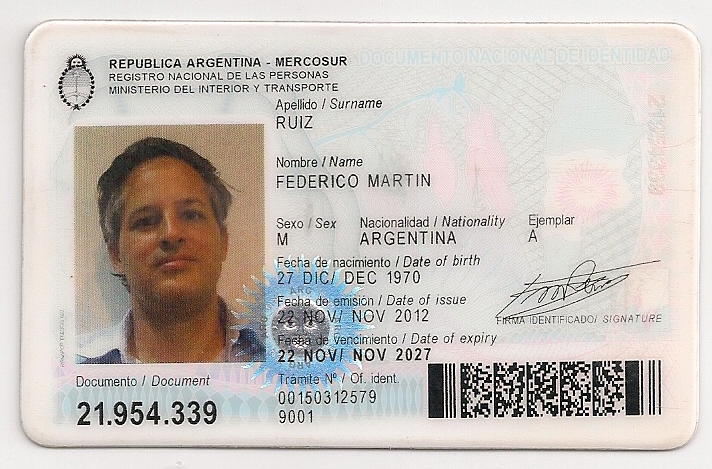 DOCUMENTO NACIONAL DE IDENTIDAD
REPUBLICA ARGENTINA - MERCOSUR
REGISTRO NACIONAL DE LAS PERSONAS
MINISTERIO DEL INTERIOR Y TRANSPORTE
Apellido / Surname
RUIZ
Nombre / Name
FEDERICO MARTIN
Sexo / Sex Nacionalidad / Nationality Ejemplar
M ARGENTINA A
Fecha de nacimiento / Date of birth
27 DIC/ DEC 1970
Fecha de emisión / Date of issue
22 NOV/ NOV 2012
FIRMA IDENTIFICADO/ SIGNATURE
Fecha de vencimiento / Date of expiry
22 NOV/ NOV 2027
Documento / Document
21.954.339
Trámite Nº / Of. ident.
00150312579
9001